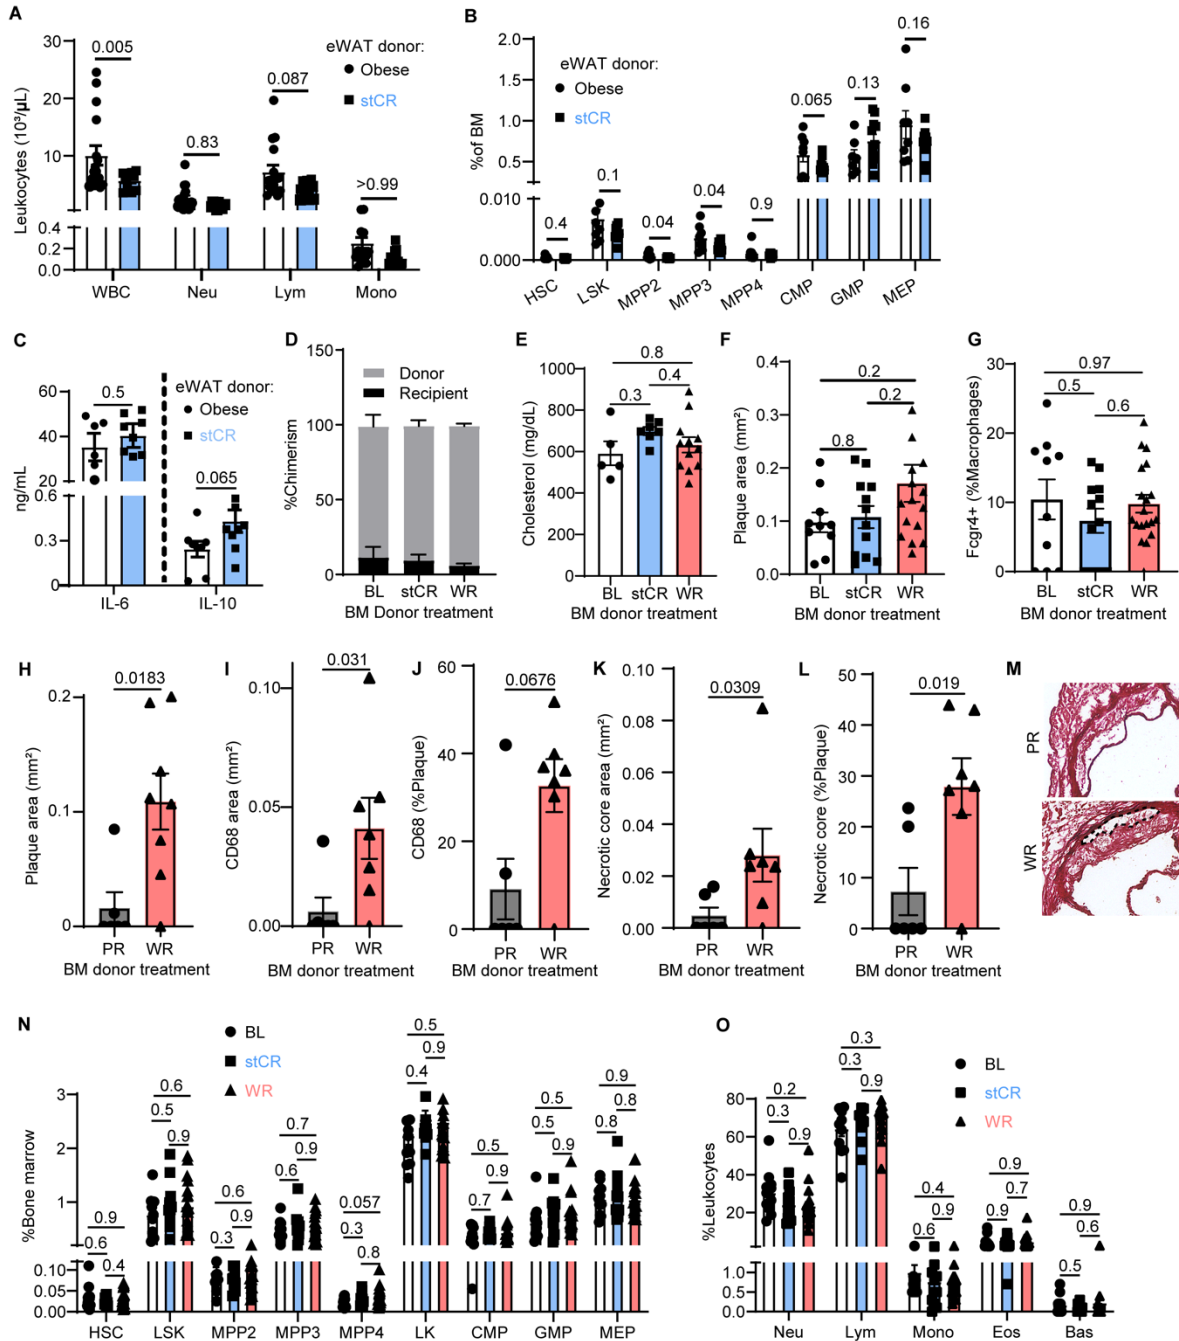 A
eWAT donor:
Obese
stCR
Leukocytes (10³/µL)
30
20
10
0.4
0.2
0.0
0.005
0.83
0.087
>0.99
WBC Neu Lym Mono
B
eWAT donor:
Obese
stCR
%of BM
2.0
1.5
1.0
0.5
0.010
0.000
0.4
0.1
0.04
0.04
0.9
0.065
0.13
0.16
HSC LSK MPP2 MPP3 MPP4 CMP GMP MEP
C
eWAT donor:
Obese
stCR
ng/mL
60
40
20
0.6
0.3
0.0
0.5
0.065
IL-6 IL-10
D
Donor
Recipient
%Chimerism
150
100
50
0
BL stCR WR
BM Donor treatment
E
Cholesterol (mg/dL)
1000
800
600
400
200
0
0.8
0.3
0.4
BL stCR WR
BM donor treatment
F
Plaque area (mm²)
0.4
0.3
0.2
0.1
0.0
0.2
0.2
0.8
BL stCR WR
BM donor treatment
G
Fcgr4+ (%Macrophages)
30
20
10
0
0.97
0.5
0.6
BL stCR WR
BM donor treatment
H
Plaque area (mm²)
0.2
0.1
0
0.0183
PR WR
BM donor treatment
I
CD68 area (mm²)
0.10
0.05
0.00
0.031
PR WR
BM donor treatment
J
CD68 (%Plaque)
60
40
20
0
0.0676
PR WR
BM donor treatment
K
Necrotic core area (mm²)
0.10
0.08
0.06
0.04
0.02
0.00
0.0309
PR WR
BM donor treatment
L
Necrotic core (%Plaque)
50
40
30
20
10
0
0.019
PR WR
BM donor treatment
M
PR
WR
N
BL
stCR
WR
%Bone marrow
3
2
1
0.10
0.05
0.00
0.9
0.6
0.4
0.6
0.5
0.9
0.6
0.3
0.9
0.7
0.6
0.9
0.057
0.3
0.8
0.5
0.4
0.9
0.5
0.7
0.9
0.5
0.5
0.9
0.9
0.8
0.8
HSC LSK MPP2 MPP3 MPP4 LK CMP GMP MEP
O
BL
stCR
WR
%Leukocytes
80
60
40
20
1.0
0.5
0.0
0.2
0.3
0.9
0.3
0.3
0.9
0.4
0.6
0.9
0.9
0.9
0.7
0.9
0.5
0.6
Neu Lym Mono Eos Bas